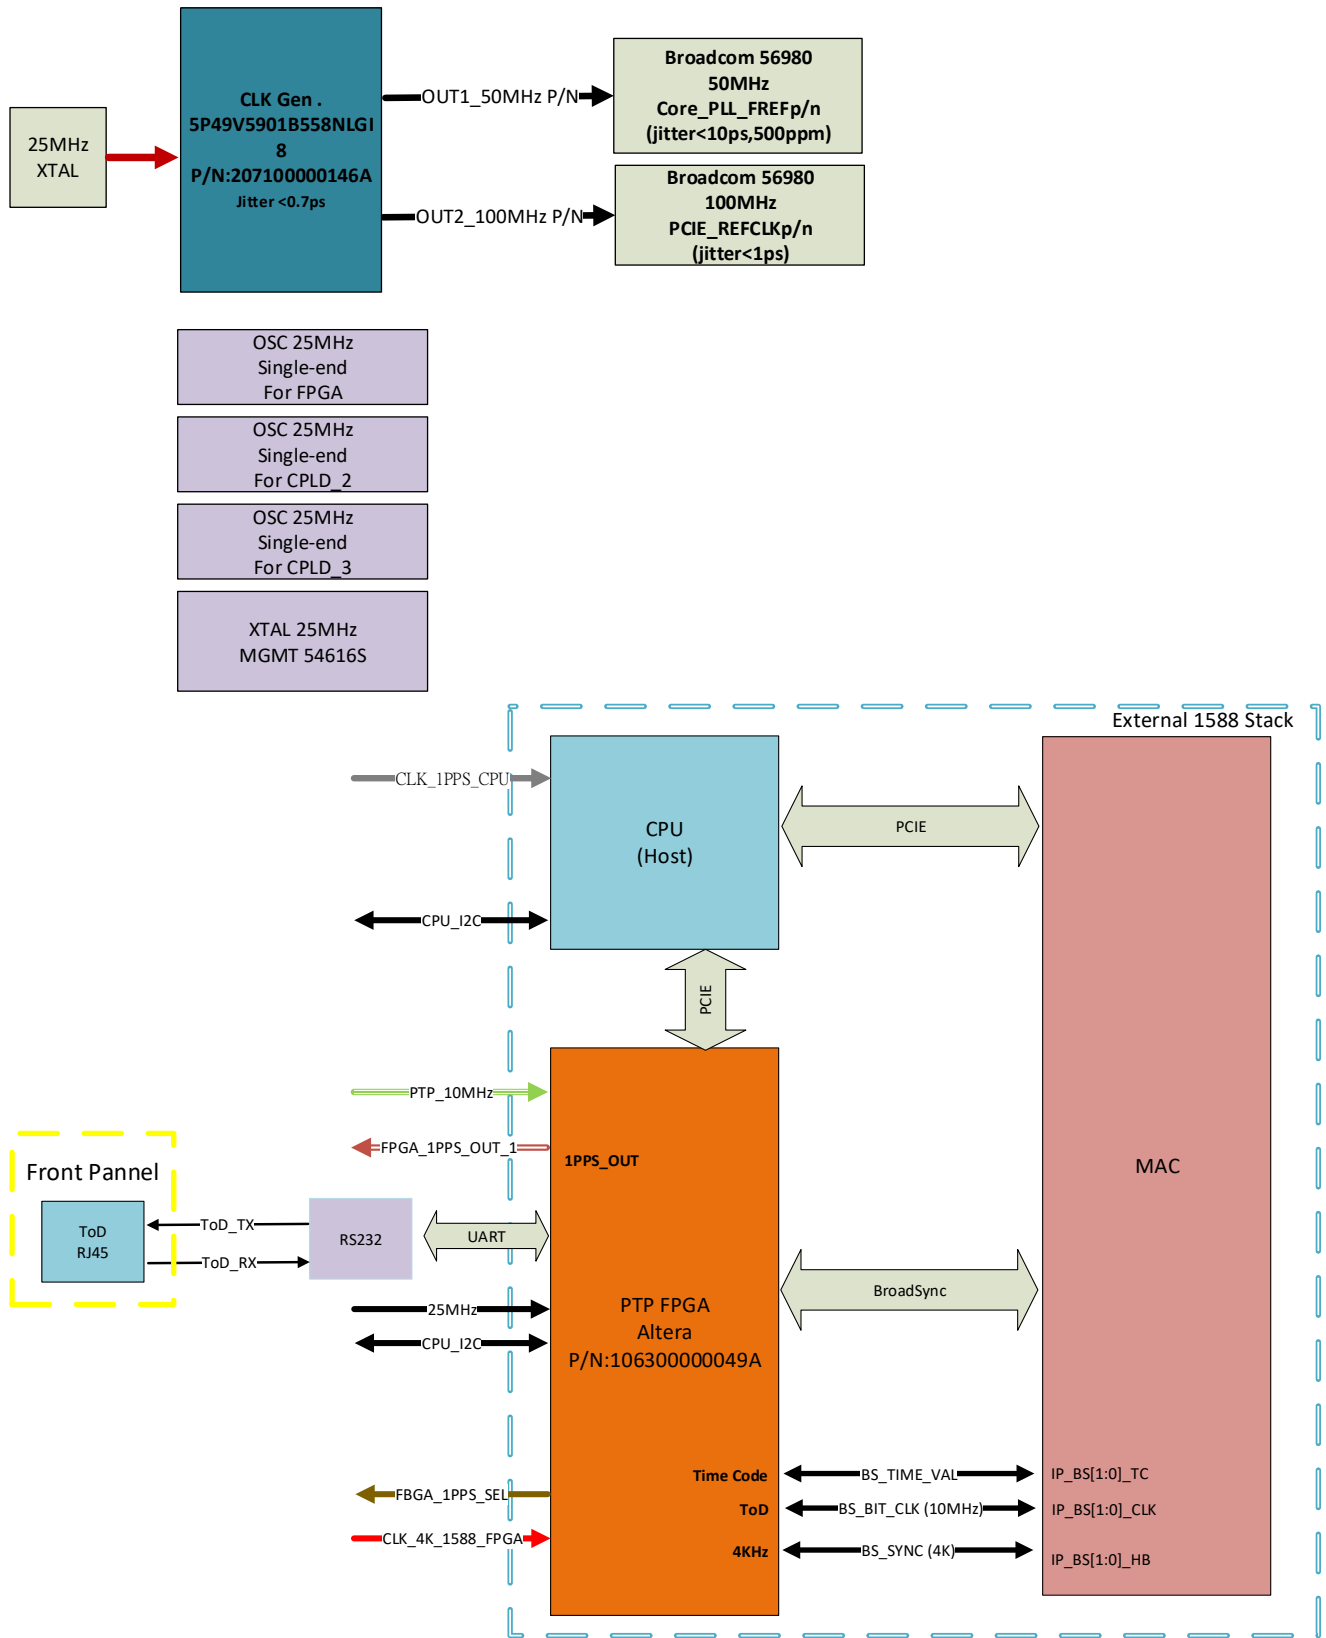 25MHz
XTAL
CLK Gen .
5P49V5901B558NLGI
8
P/N:207100000146A
Jitter <0.7ps
OUT1_50MHz P/N
OUT2_100MHz P/N
Broadcom 56980
50MHz
Core_PLL_FREFp/n
(jitter<10ps,500ppm)
Broadcom 56980
100MHz
PCIE_REFCLKp/n
(jitter<1ps)
OSC 25MHz
Single-end
For FPGA
OSC 25MHz
Single-end
For CPLD_2
OSC 25MHz
Single-end
For CPLD_3
XTAL 25MHz
MGMT 54616S
External 1588 Stack
CLK_1PPS_CPU
CPU
(Host)
PCIE
CPU_I2C
PCIE
PTP_10MHz
FPGA_1PPS_OUT_1
1PPS_OUT
MAC
Front Pannel
ToD
RJ45
ToD_TX
ToD_RX
RS232
UART
BroadSync
25MHz
CPU_I2C
PTP FPGA
Altera
P/N:106300000049A
Time Code
BS_TIME_VAL
IP_BS[1:0]_TC
FBGA_1PPS_SEL
ToD
BS_BIT_CLK (10MHz)
IP_BS[1:0]_CLK
CLK_4K_1588_FPGA
4KHz
BS_SYNC (4K)
IP_BS[1:0]_HB